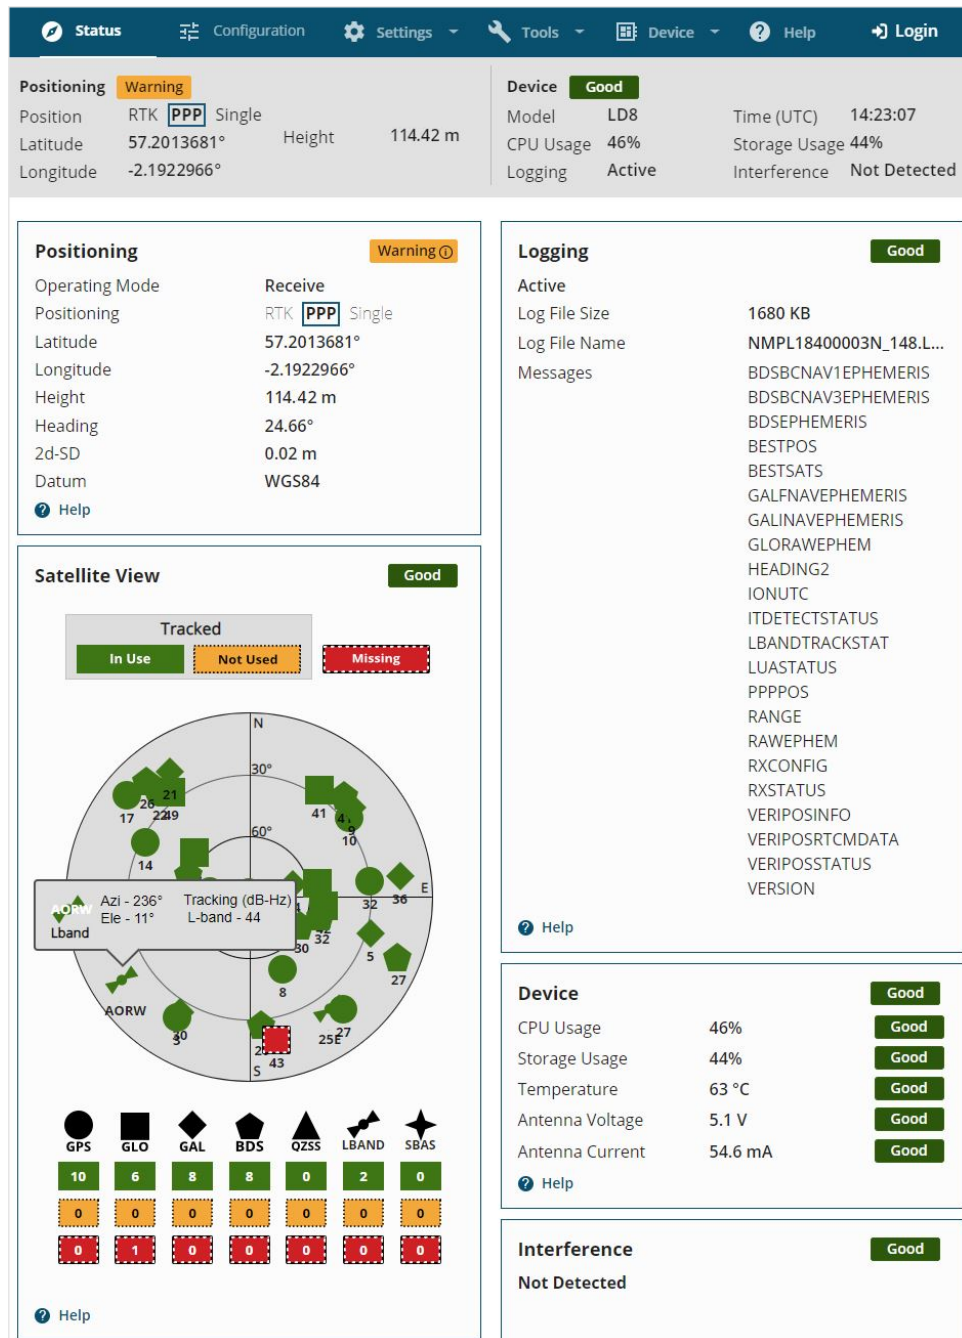 Status Configuration Settings Tools Device Help Login
Positioning Warning
Position RTK PPP Single
Latitude 57.2013681° Height 114.42 m
Longitude -2.1922966°
Device Good
Model LD8 Time (UTC) 14:23:07
CPU Usage 46% Storage Usage 44%
Logging Active Interference Not Detected
Positioning Warning
Operating Mode Receive
Positioning RTK PPP Single
Latitude 57.2013681°
Longitude -2.1922966°
Height 114.42 m
Heading 24.66°
2d-SD 0.02 m
Datum WGS84
Help
Satellite View Good
Tracked
In Use Not Used Missing
N
30°
21
26
17 22 49 41 4
9
10
60°
14
E
32 36
Azi - 236° Tracking (dB-Hz)
AORW Ele - 11° L-band - 44
Lband
30 32
5
27
8
AORW
30
3
25E 27
43
S
GPS GLO GAL BDS QZSS LBAND SBAS
10 6 8 8 0 2 0
0 0 0 0 0 0 0
0 1 0 0 0 0 0
Help
Logging Good
Active
Log File Size 1680 KB
Log File Name NMPL18400003N_148.L...
Messages BDSBCNAV1EPHEMERIS
BDSBCNAV3EPHEMERIS
BDSEPHEMERIS
BESTPOS
BESTSATS
GALFNAVEPHEMERIS
GALINAVEPHEMERIS
GLORAWEPHEM
HEADING2
IONUTC
ITDETECTSTATUS
LBANDTRACKSTAT
LUASTATUS
PPPPOS
RANGE
RAWEPHEM
RXCONFIG
RXSTATUS
VERIPOSINFO
VERIPOSRTCMDATA
VERIPOSSTATUS
VERSION
Help
Device Good
CPU Usage 46% Good
Storage Usage 44% Good
Temperature 63 °C Good
Antenna Voltage 5.1 V Good
Antenna Current 54.6 mA Good
Help
Interference Good
Not Detected